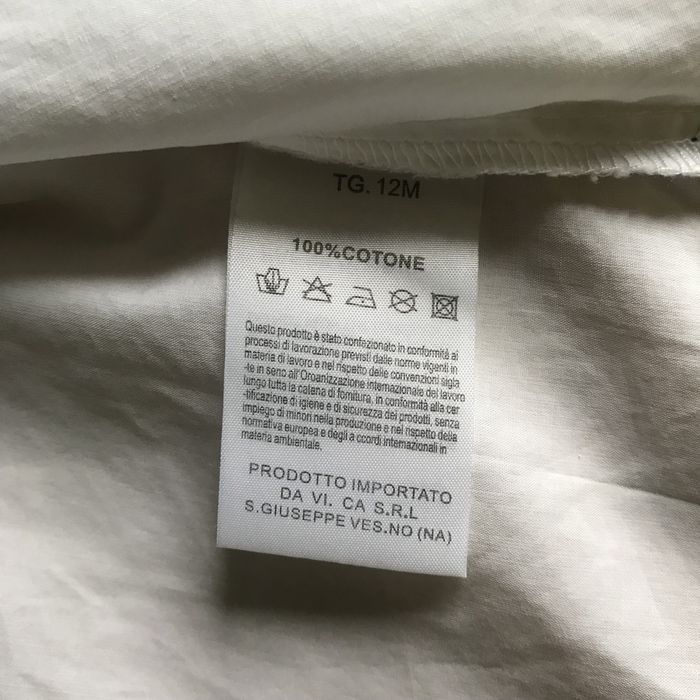 TG. 12M
100%COTONE
Questo prodotto è stato confezionato in conformità ai
processi di lavorazione previsti dalle norme vigenti in
materia di lavoro e nel rispetto delle convenzioni sigla
-te in seno all'Oroanizzazione internazionale del lavoro
lungo tutta la catena di fornitura, in conformità alla cer
-tificazione di igiene e di sicurezza dei prodotti, senza
impiego di minori nella produzione e nel rispetto della
normativa europea e degli a ccordi internazionali in
materia ambientale.
PRODOTTO IMPORTATO
DA VI. CA S.R.L
S.GIUSEPPE VES.NO (NA)